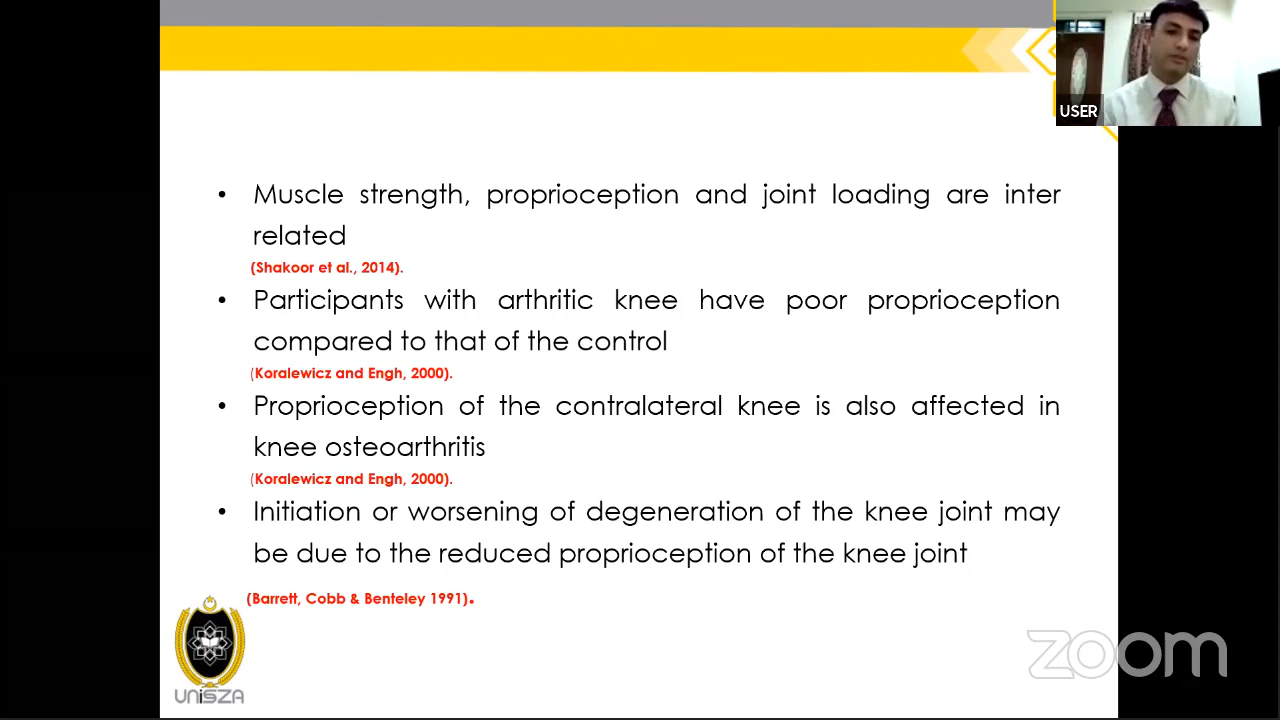 USER
• Muscle strength, proprioception and joint loading are inter
related
(Shakoor et al., 2014).
• Participants with arthritic knee have poor proprioception
compared to that of the control
(Koralewicz and Engh, 2000).
• Proprioception of the contralateral knee is also affected in
knee osteoarthritis
(Koralewicz and Engh, 2000).
• Initiation or worsening of degeneration of the knee joint may
be due to the reduced proprioception of the knee joint
(Barrett, Cobb & Benteley 1991).
UNiSZA
zoom